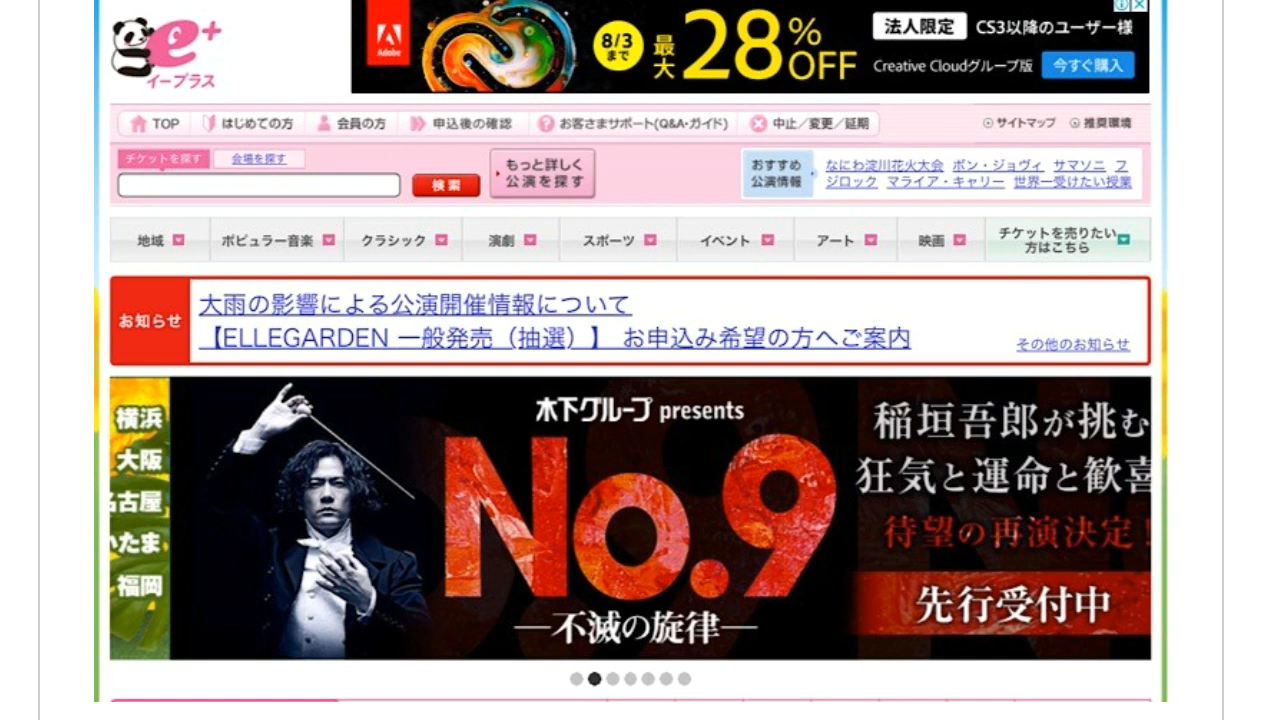 e+
イープラス
Adobe
8/3
まで
最大
28%
OFF
法人限定 CS3以降のユーザー様
Creative Cloudグループ版 今すぐ購入
TOP はじめての方 会員の方 申込後の確認 お客さまサポート(Q&A・ガイド) 中止／変更／延期 サイトマップ 推奨環境
チケットを探す 会場を探す
検索
もっと詳しく
公演を探す
おすすめ
公演情報
なにわ淀川花火大会 ボン・ジョヴィ サマソニ フ
ジロック マライア・キャリー 世界一受けたい授業
地域 ポピュラー音楽 クラシック 演劇 スポーツ イベント アート 映画
チケットを売りたい
方はこちら
お知らせ
大雨の影響による公演開催情報について
【ELLEGARDEN 一般発売（抽選）】 お申込み希望の方へご案内
その他のお知らせ
横浜
大阪
名古屋
いたま
福岡
木下グループ presents
No.9
―不滅の旋律―
稲垣吾郎が挑む
狂気と運命と歓喜
待望の再演決定！
先行受付中